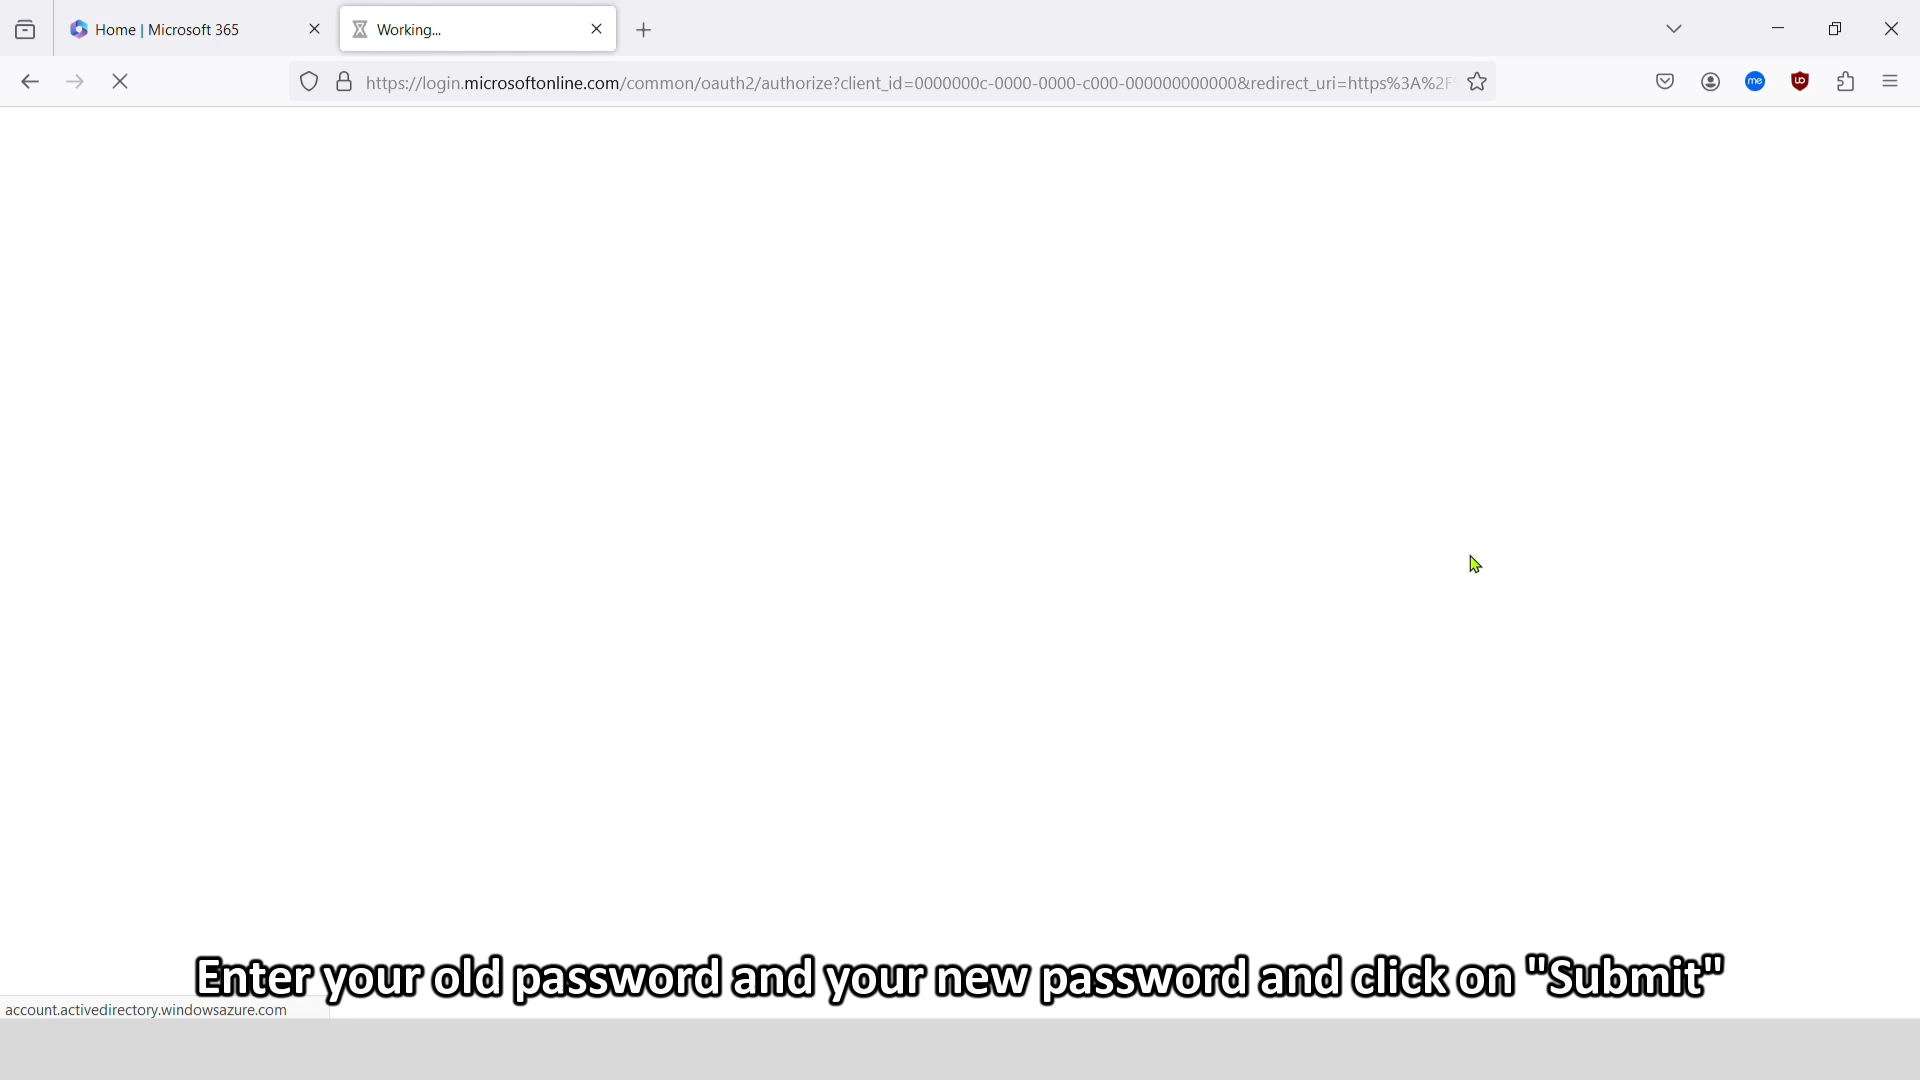 Home | Microsoft 365
Working...
https://login.microsoftonline.com/common/oauth2/authorize?client_id=0000000c-0000-0000-c000-000000000000&redirect_uri=https%3A%2F
me
Enter your old password and your new password and click on "Submit"
account.activedirectory.windowsazure.com